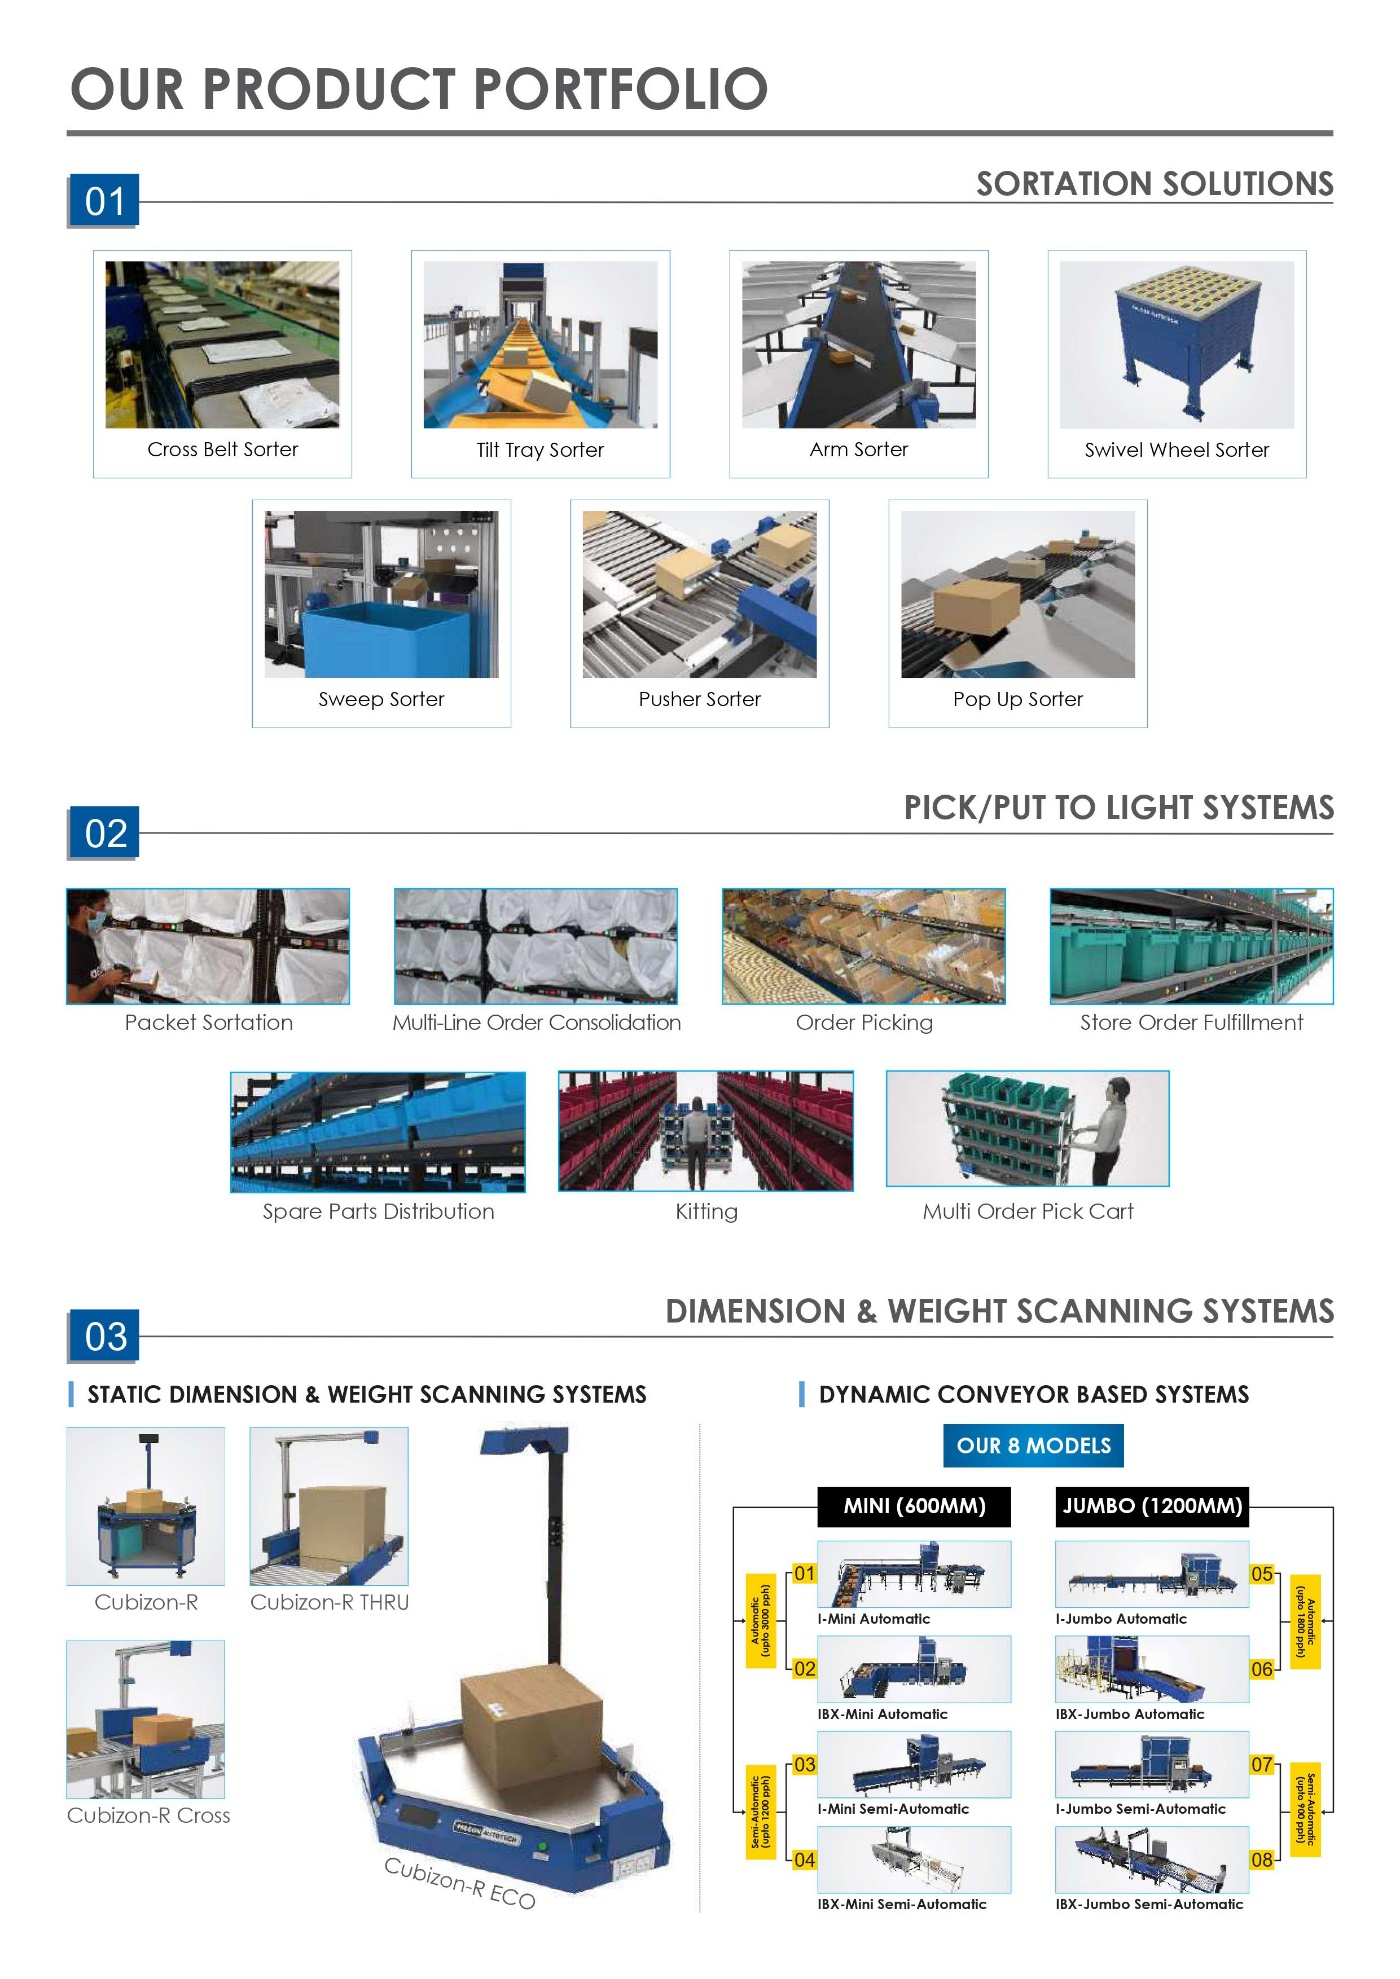 OUR PRODUCT PORTFOLIO
01
SORTATION SOLUTIONS
Cross Belt Sorter
Tilt Tray Sorter
Arm Sorter
FALCON AUTOTECH
Swivel Wheel Sorter
Sweep Sorter
Pusher Sorter
Pop Up Sorter
02
PICK/PUT TO LIGHT SYSTEMS
Packet Sortation
Multi-Line Order Consolidation
Order Picking
Store Order Fulfillment
Spare Parts Distribution
Kitting
Multi Order Pick Cart
03
DIMENSION & WEIGHT SCANNING SYSTEMS
STATIC DIMENSION & WEIGHT SCANNING SYSTEMS
Cubizon-R
Cubizon-R THRU
Cubizon-R Cross
FALCON AUTOTECH
Cubizon-R ECO
DYNAMIC CONVEYOR BASED SYSTEMS
OUR 8 MODELS
MINI (600MM)
JUMBO (1200MM)
Automatic
(upto 3000 pph)
01
I-Mini Automatic
02
IBX-Mini Automatic
Semi-Automatic
(upto 1200 pph)
03
I-Mini Semi-Automatic
04
IBX-Mini Semi-Automatic
05
I-Jumbo Automatic
Automatic
(upto 1800 pph)
06
IBX-Jumbo Automatic
07
I-Jumbo Semi-Automatic
Semi-Automatic
(upto 900 pph)
08
IBX-Jumbo Semi-Automatic